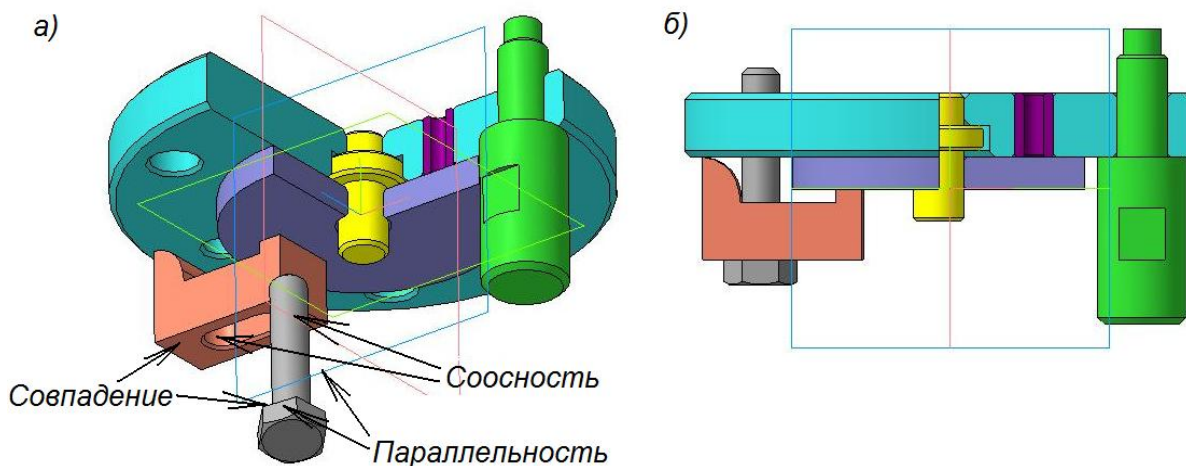 а)
б)
Совпадение
Соосность
Параллельность